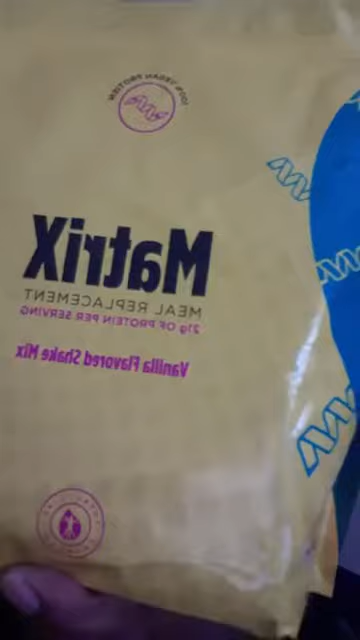 100% VEGAN PROTEIN
MatriX
MEAL REPLACEMENT
21g OF PROTEIN PER SERVING
Vanilla Flavored Shake Mix